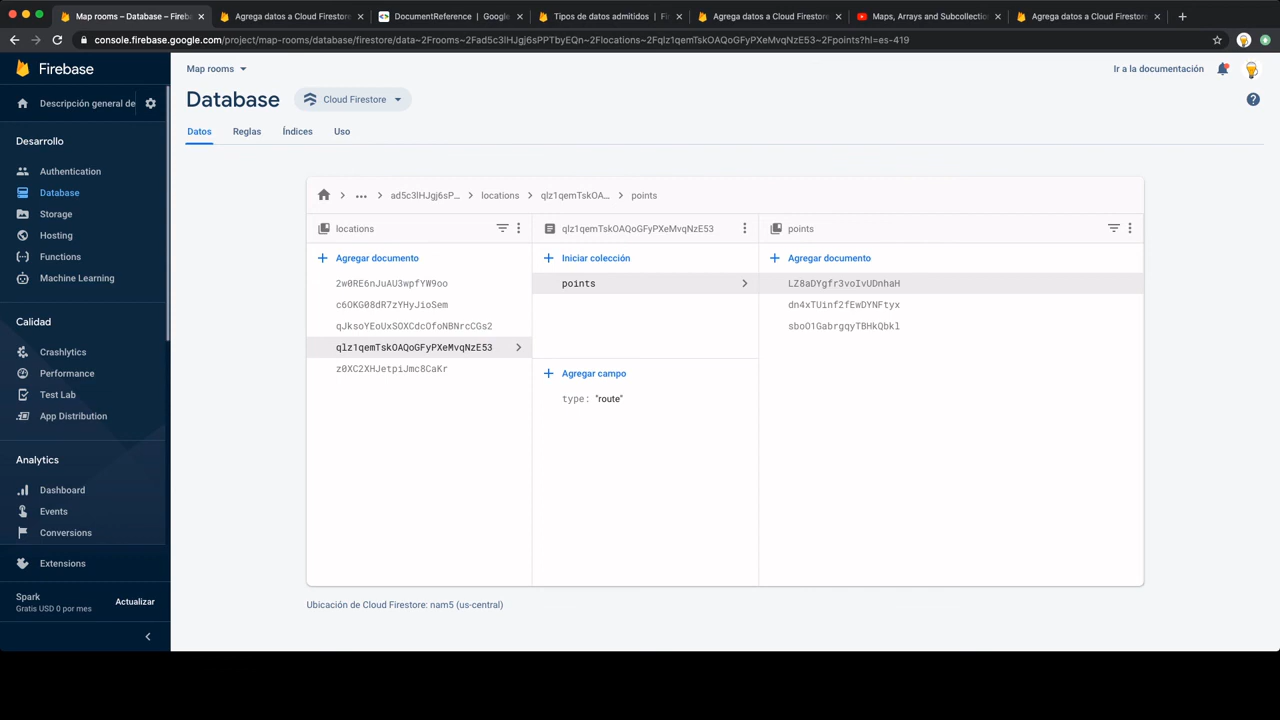 Map rooms – Database – Fireb
Agrega datos a Cloud Firestore
DocumentReference | Google
Tipos de datos admitidos | Fi
Agrega datos a Cloud Firestore
Maps, Arrays and Subcollectio
Agrega datos a Cloud Firestore
console.firebase.google.com/project/map-rooms/database/firestore/data~2Frooms~2Fad5c3lHJgj6sPPTbyEQn~2Flocations~2Fqlz1qemTskOAQoGFyPXeMvqNzE53~2Fpoints?hl=es-419
Firebase
Map rooms
Ir a la documentación
Descripción general de
Database
Cloud Firestore
Datos
Reglas
Índices
Uso
Desarrollo
Authentication
Database
Storage
Hosting
Functions
Machine Learning
Calidad
Crashlytics
Performance
Test Lab
App Distribution
Analytics
Dashboard
Events
Conversions
Extensions
Spark
Gratis USD 0 por mes
Actualizar
... ad5c3lHJgj6sP... locations qlz1qemTskOA... points
locations
Agregar documento
2w0RE6nJuAU3wpfYW9oo
c6OKG08dR7zYHyJioSem
qJksoYEoUxSOXCdcOfoNBNrcCGs2
qlz1qemTskOAQoGFyPXeMvqNzE53
z0XC2XHJetpiJmc8CaKr
qlz1qemTskOAQoGFyPXeMvqNzE53
Iniciar colección
points
Agregar campo
type: "route"
points
Agregar documento
LZ8aDYgfr3voIvUDnhaH
dn4xTUinf2fEwDYNFtyx
sboO1GabrgqyTBHkQbkl
Ubicación de Cloud Firestore: nam5 (us-central)